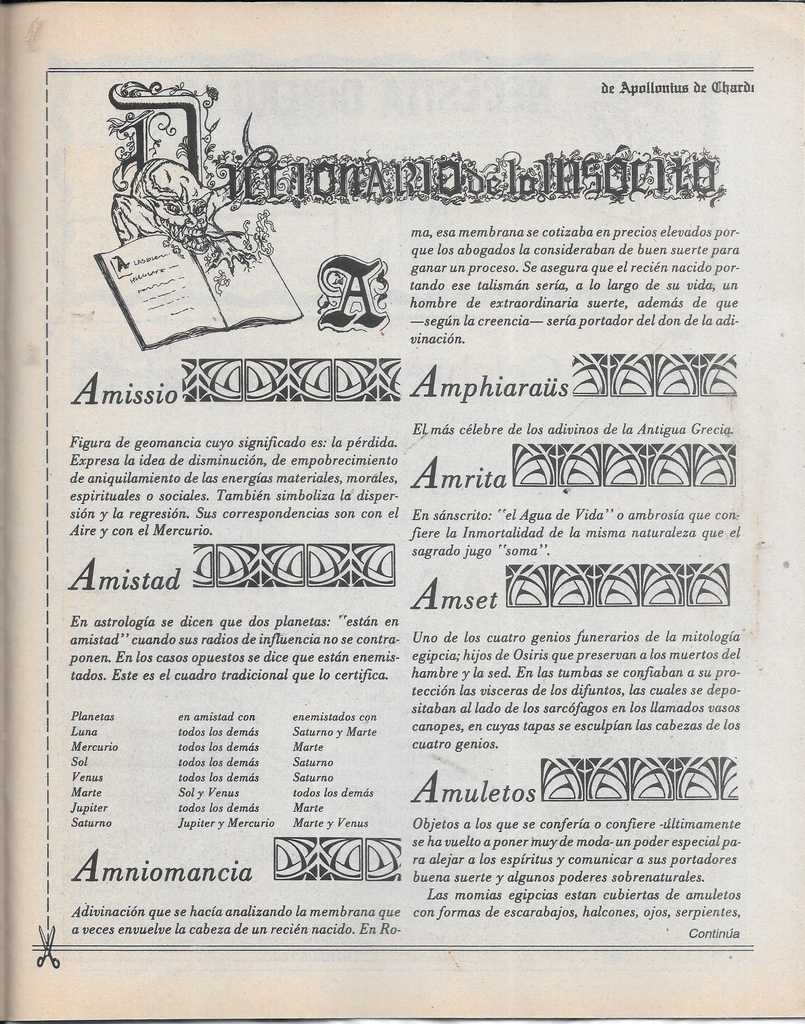 de Apollonius de Chard
Diccionario de lo insólito
A
Amissio
Figura de geomancia cuyo significado es: la pérdida.
Expresa la idea de disminución, de empobrecimiento
de aniquilamiento de las energías materiales, morales,
espirituales o sociales. También simboliza la disper-
sión y la regresión. Sus correspondencias son con el
Aire y con el Mercurio.
Amistad
En astrología se dicen que dos planetas: "están en
amistad" cuando sus radios de influencia no se contra-
ponen. En los casos opuestos se dice que están enemis-
tados. Este es el cuadro tradicional que lo certifica.
Planetas en amistad con enemistados con
Luna todos los demás Saturno y Marte
Mercurio todos los demás Marte
Sol todos los demás Saturno
Venus todos los demás Saturno
Marte Sol y Venus todos los demás
Jupiter todos los demás Marte
Saturno Jupiter y Mercurio Marte y Venus
Amniomancia
Adivinación que se hacía analizando la membrana que
a veces envuelve la cabeza de un recién nacido. En Ro-
ma, esa membrana se cotizaba en precios elevados por-
que los abogados la consideraban de buen suerte para
ganar un proceso. Se asegura que el recién nacido por-
tando ese talismán sería, a lo largo de su vida, un
hombre de extraordinaria suerte, además de que
—según la creencia— sería portador del don de la adi-
vinación.
Amphiaraüs
El más célebre de los adivinos de la Antigua Grecia.
Amrita
En sánscrito: "el Agua de Vida" o ambrosía que con-
fiere la Inmortalidad de la misma naturaleza que el
sagrado jugo "soma".
Amset
Uno de los cuatro genios funerarios de la mitología
egipcia; hijos de Osiris que preservan a los muertos del
hambre y la sed. En las tumbas se confiaban a su pro-
tección las visceras de los difuntos, las cuales se depo-
sitaban al lado de los sarcófagos en los llamados vasos
canopes, en cuyas tapas se esculpían las cabezas de los
cuatro genios.
Amuletos
Objetos a los que se confería o confiere -últimamente
se ha vuelto a poner muy de moda- un poder especial pa-
ra alejar a los espíritus y comunicar a sus portadores
buena suerte y algunos poderes sobrenaturales.
Las momias egipcias estan cubiertas de amuletos
con formas de escarabajos, halcones, ojos, serpientes,
Continúa